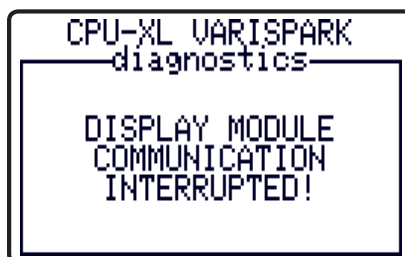 CPU-XL VARISPARK
diagnostics
DISPLAY MODULE
COMMUNICATION
INTERRUPTED!